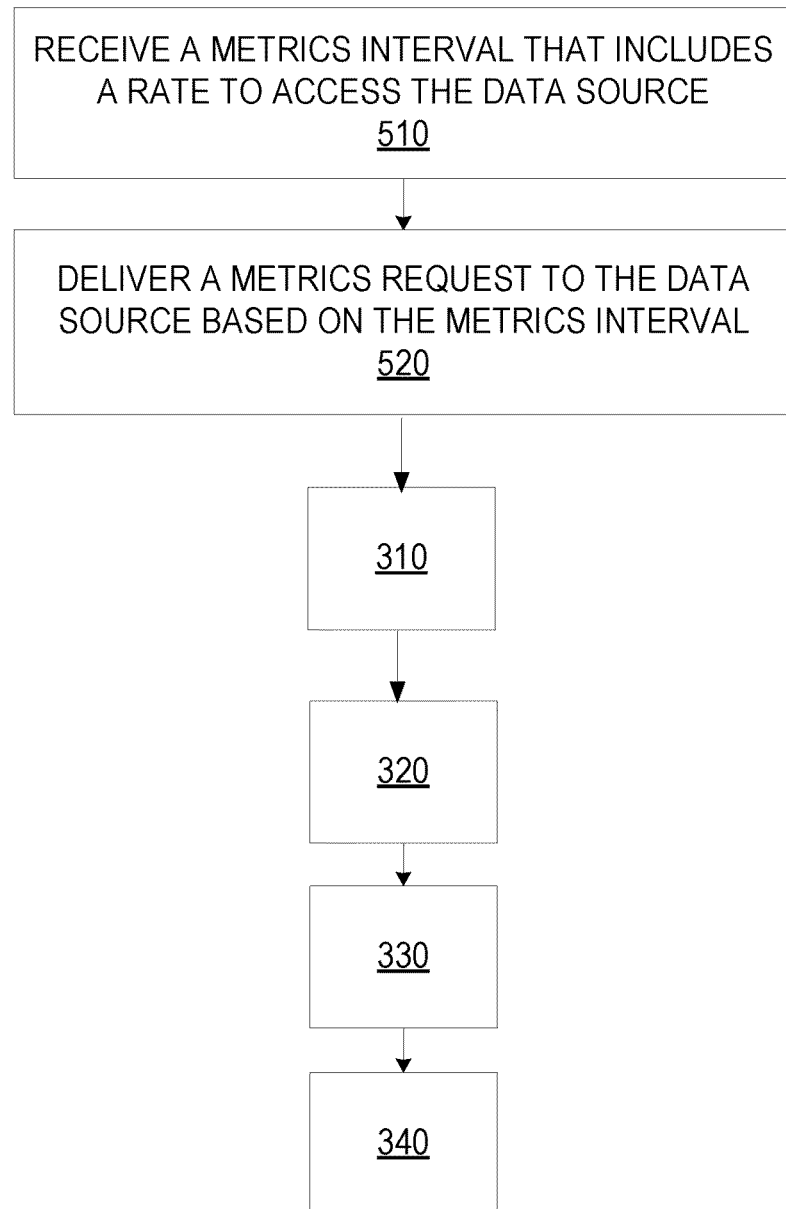 RECEIVE A METRICS INTERVAL THAT INCLUDES
A RATE TO ACCESS THE DATA SOURCE
510
DELIVER A METRICS REQUEST TO THE DATA
SOURCE BASED ON THE METRICS INTERVAL
520
310
320
330
340